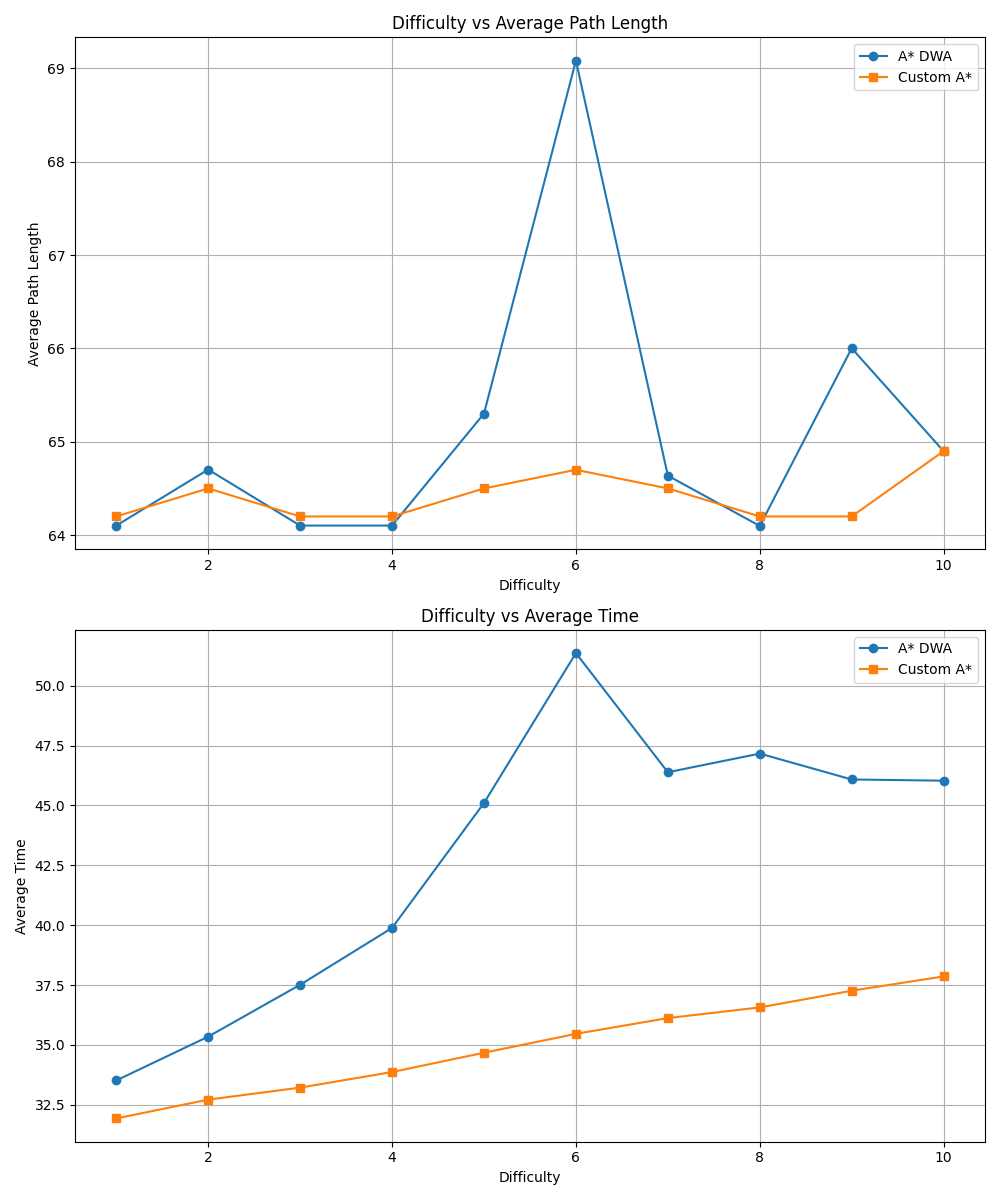 Difficulty vs Average Path Length
A* DWA
Custom A*
69
68
67
66
65
64
Average Path Length
2
4
6
8
10
Difficulty
Difficulty vs Average Time
A* DWA
Custom A*
50.0
47.5
45.0
42.5
40.0
37.5
35.0
32.5
Average Time
2
4
6
8
10
Difficulty